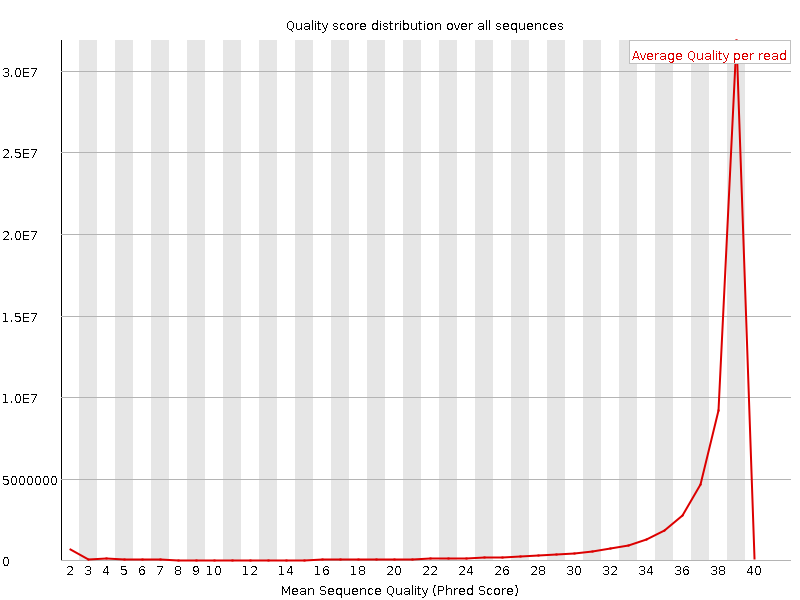 Quality score distribution over all sequences
Average Quality per read
3.0E7
2.5E7
2.0E7
1.5E7
1.0E7
5000000
0
2 3 4 5 6 7 8 9 10 12 14 16 18 20 22 24 26 28 30 32 34 36 38 40
Mean Sequence Quality (Phred Score)